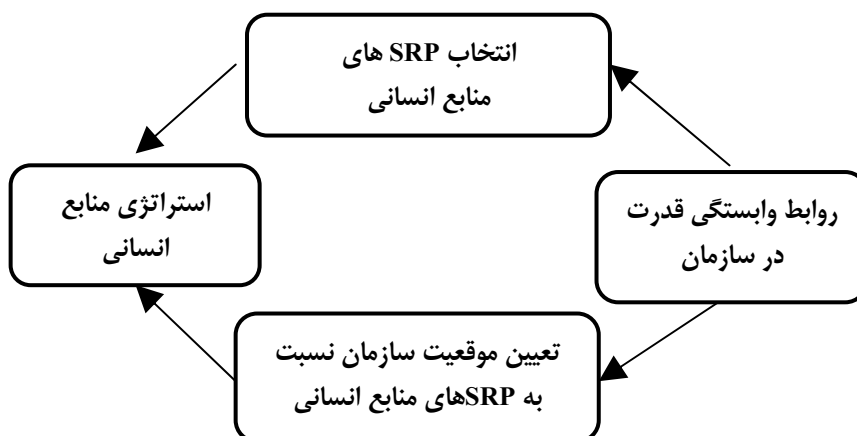 انتخاب SRP های
منابع انسانی
روابط وابستگی قدرت
در سازمان
استراتژی منابع
انسانی
تعیین موقعیت سازمان نسبت
به SRPهای منابع انسانی